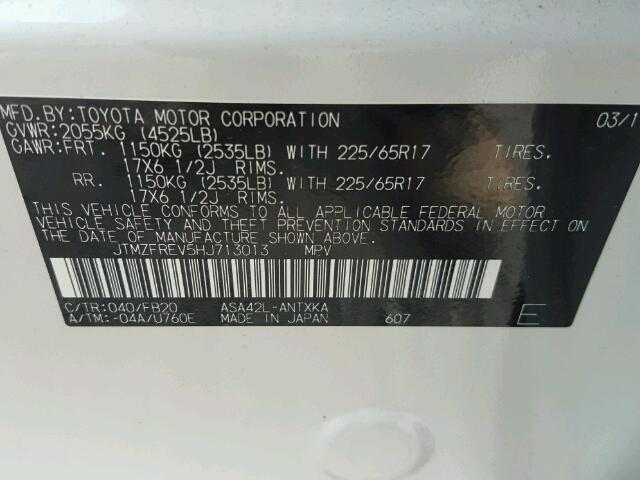 MFD.BY:TOYOTA MOTOR CORPORATION 03/1
GVWR:2055KG (4525LB)
GAWR:FRT. 1150KG (2535LB) WITH 225/65R17 TIRES.
17X6 1/2J RIMS.
RR. 1150KG (2535LB) WITH 225/65R17 TIRES.
17X6 1/2J RIMS.
THIS VEHICLE CONFORMS TO ALL APPLICABLE FEDERAL MOTOR
VEHICLE SAFETY AND THEFT PREVENTION STANDARDS IN EFFECT ON
THE DATE OF MANUFACTURE SHOWN ABOVE.
JTMZFREV5HJ713013 MPV
C/TR:040/FB20 ASA42L-ANTXKA
A/TM:-04A/U760E MADE IN JAPAN 607 E